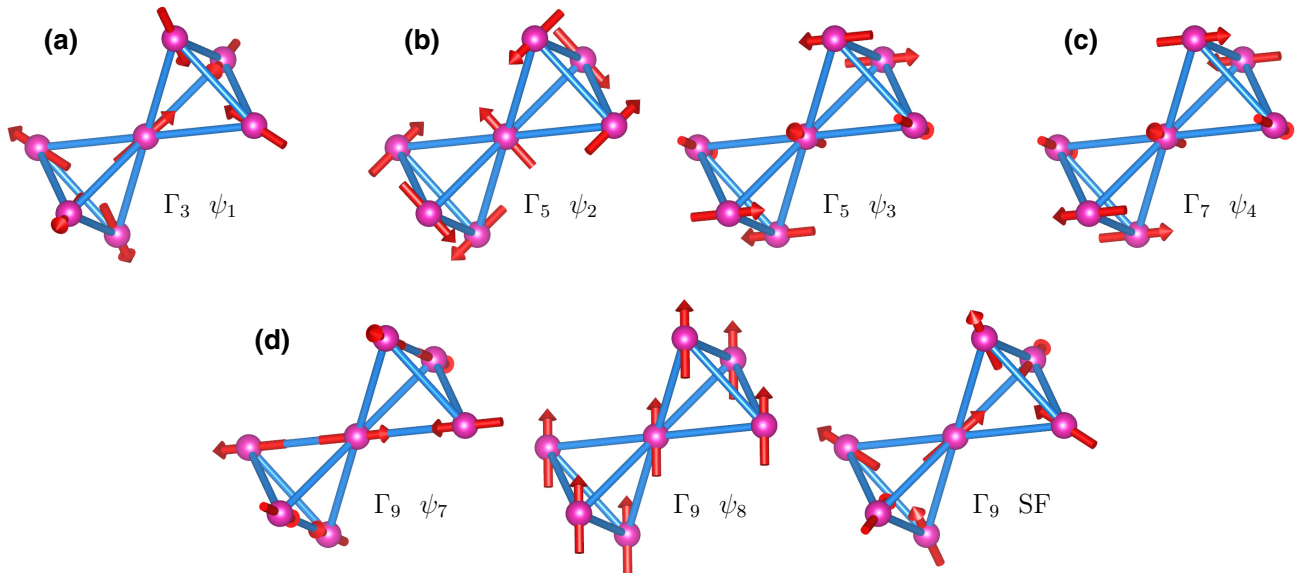 (a)
Γ₃ ψ₁
(b)
Γ₅ ψ₂
Γ₅ ψ₃
(c)
Γ₇ ψ₄
(d)
Γ₉ ψ₇
Γ₉ ψ₈
Γ₉ SF